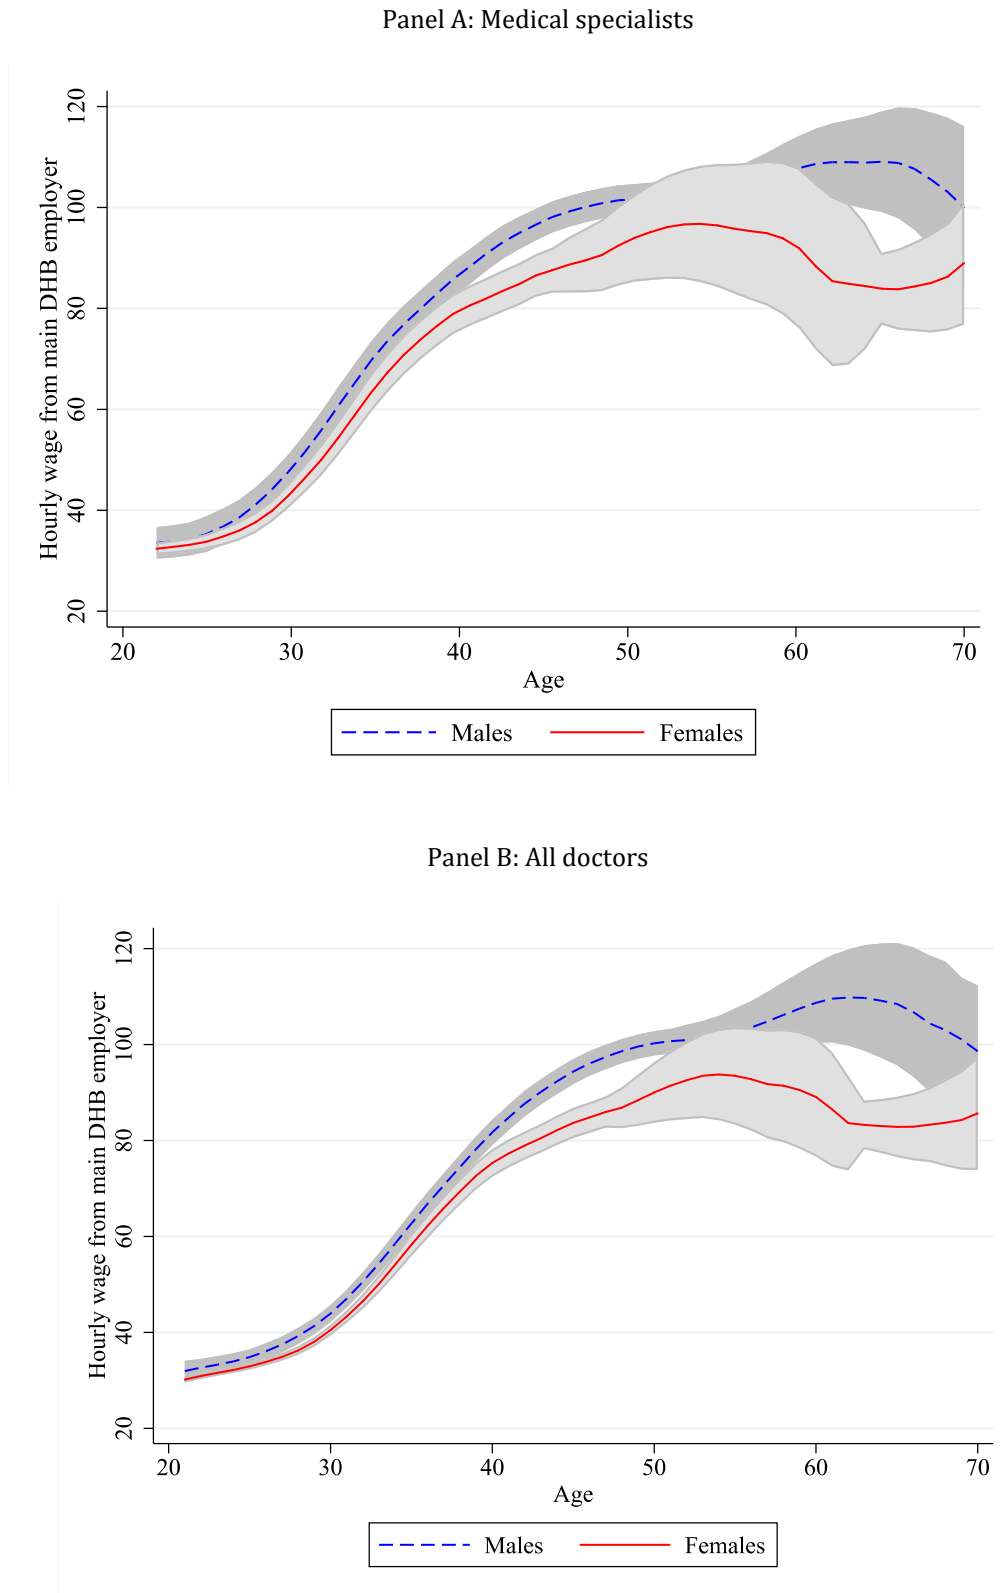 Panel A: Medical specialists
Hourly wage from main DHB employer
120
100
80
60
40
20
20 30 40 50 60 70
Age
Males Females
Panel B: All doctors
Hourly wage from main DHB employer
120
100
80
60
40
20
20 30 40 50 60 70
Age
Males Females